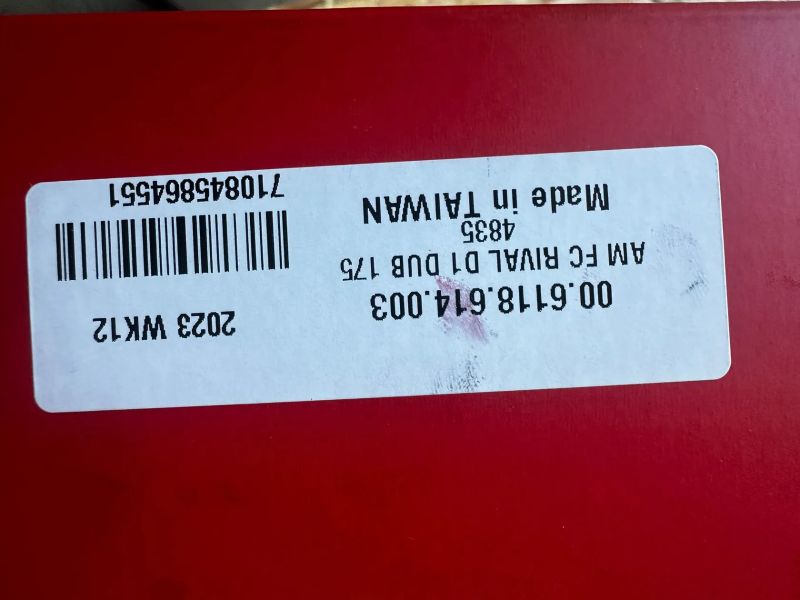 00.6118.614.003
AM FC RIVAL D1 DUB 175
4835
Made in TAIWAN
2023 WK12
710845864551